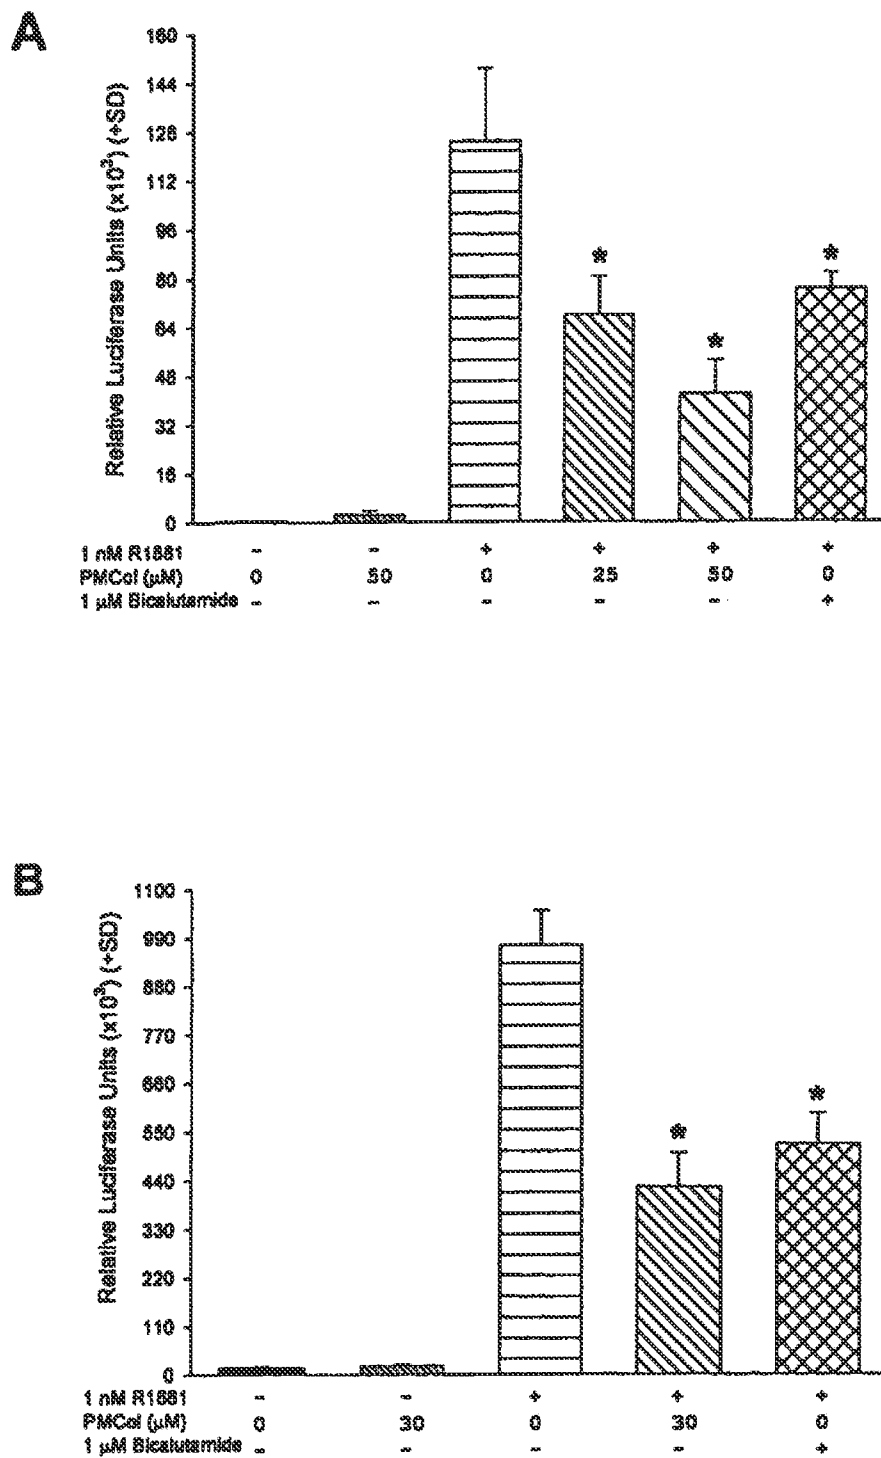 A
Relative Luciferase Units (x10³) (+SD)
160
144
128
112
96
80
64
48
32
16
0
* * *
1 nM R1881 - - + + + +
PMCol (μM) 0 50 0 25 50 0
1 μM Bicalutamide - - - - - +
B
Relative Luciferase Units (x10³) (+SD)
1100
990
880
770
660
550
440
330
220
110
0
* *
1 nM R1881 - - + + +
PMCol (μM) 0 30 0 30 0
1 μM Bicalutamide - - - - +